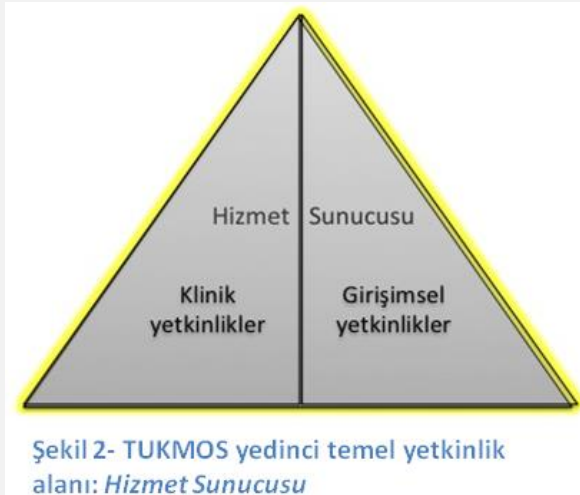 Hizmet Sunucusu
Klinik yetkinlikler
Girişimsel yetkinlikler
Şekil 2- TUKMOS yedinci temel yetkinlik
alanı: Hizmet Sunucusu